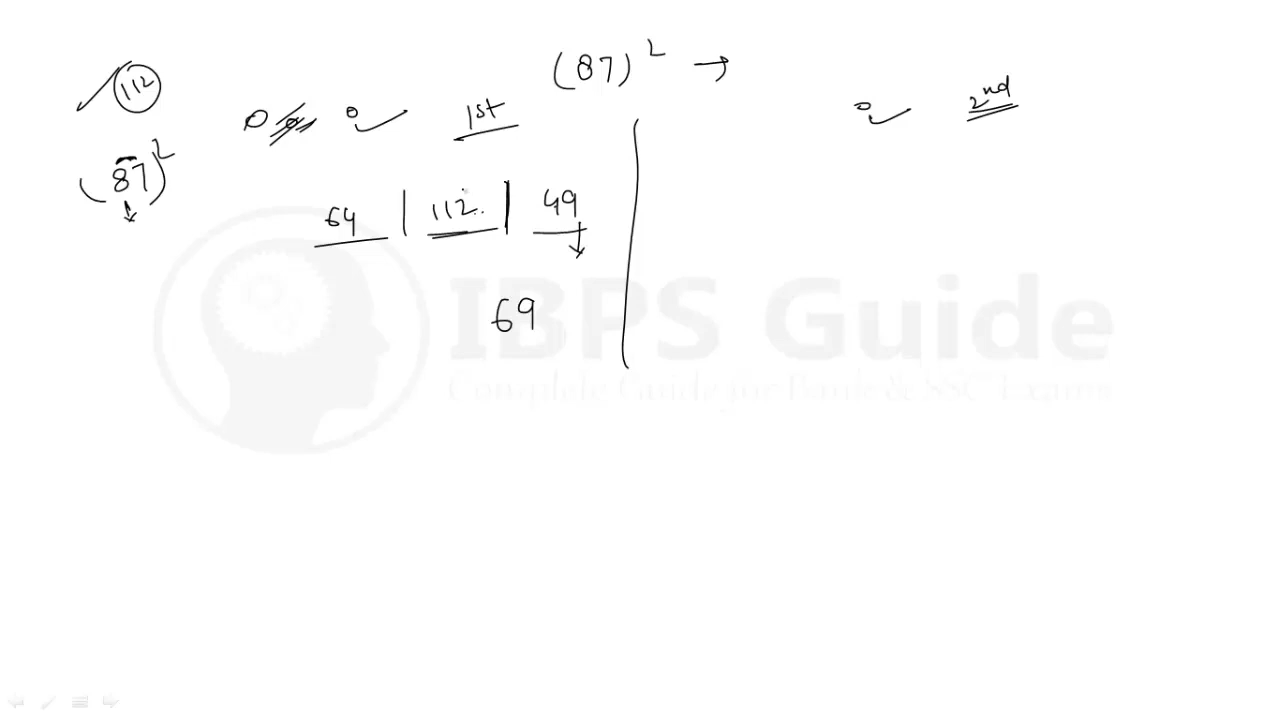 (87)² →
112
1st
2nd
(87)²
64 | 112 | 49
69
IBPS Guide
Complete Guide for Bank & SSC Exams